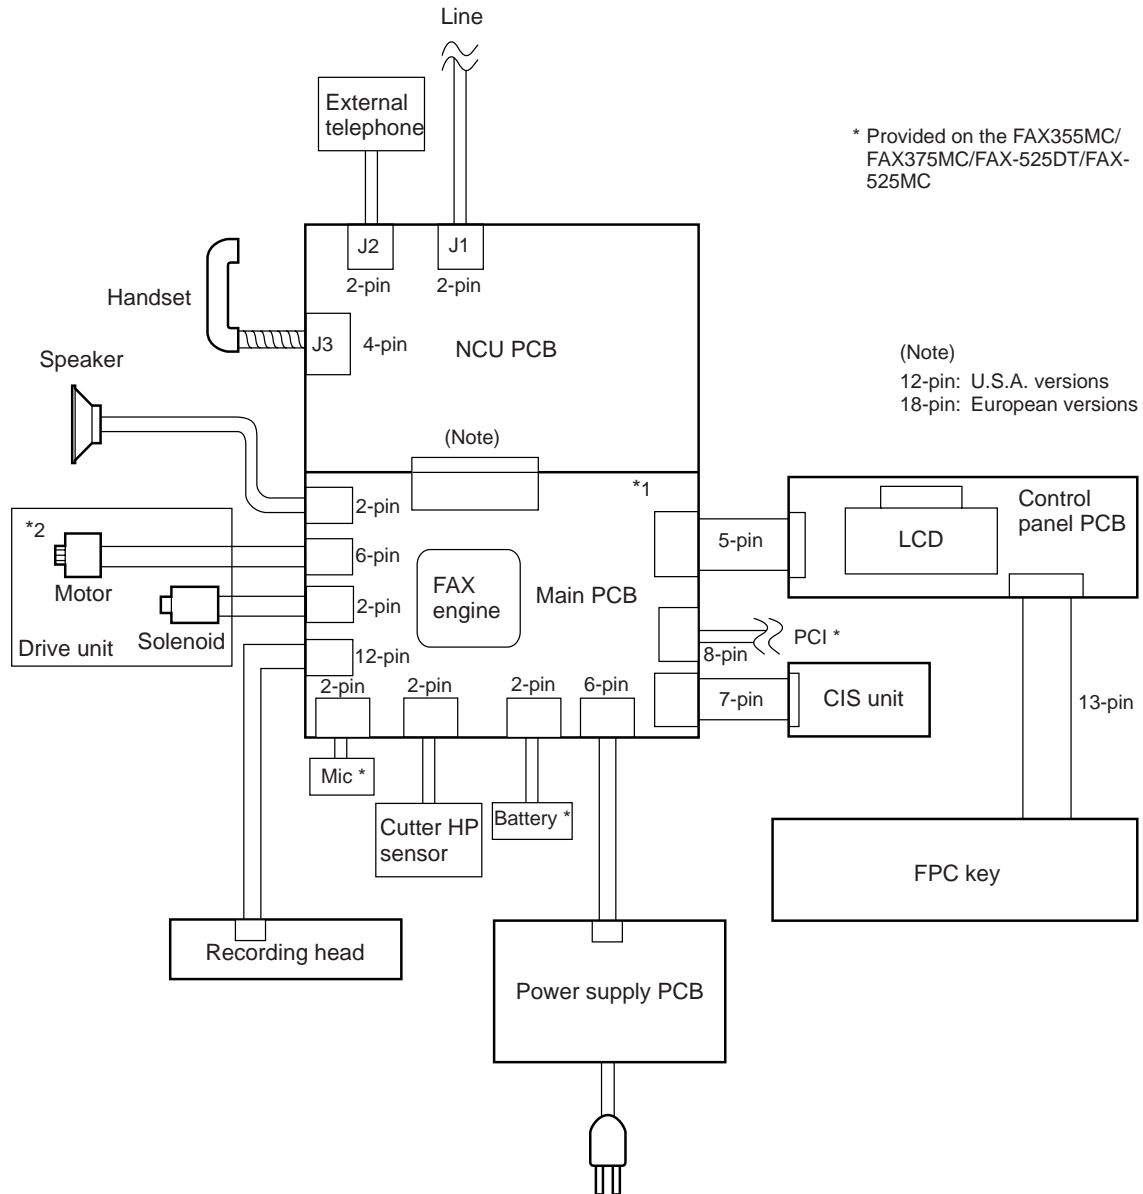 Line
External
telephone
* Provided on the FAX355MC/
FAX375MC/FAX-525DT/FAX-
525MC
J2
J1
2-pin
2-pin
Handset
J3
4-pin
NCU PCB
(Note)
12-pin: U.S.A. versions
18-pin: European versions
Speaker
(Note)
*1
2-pin
Control
panel PCB
LCD
5-pin
*2
6-pin
Motor
FAX
engine
Main PCB
2-pin
Solenoid
Drive unit
12-pin
PCI *
8-pin
2-pin
2-pin
2-pin
6-pin
7-pin
CIS unit
13-pin
Mic *
Cutter HP
sensor
Battery *
FPC key
Recording head
Power supply PCB